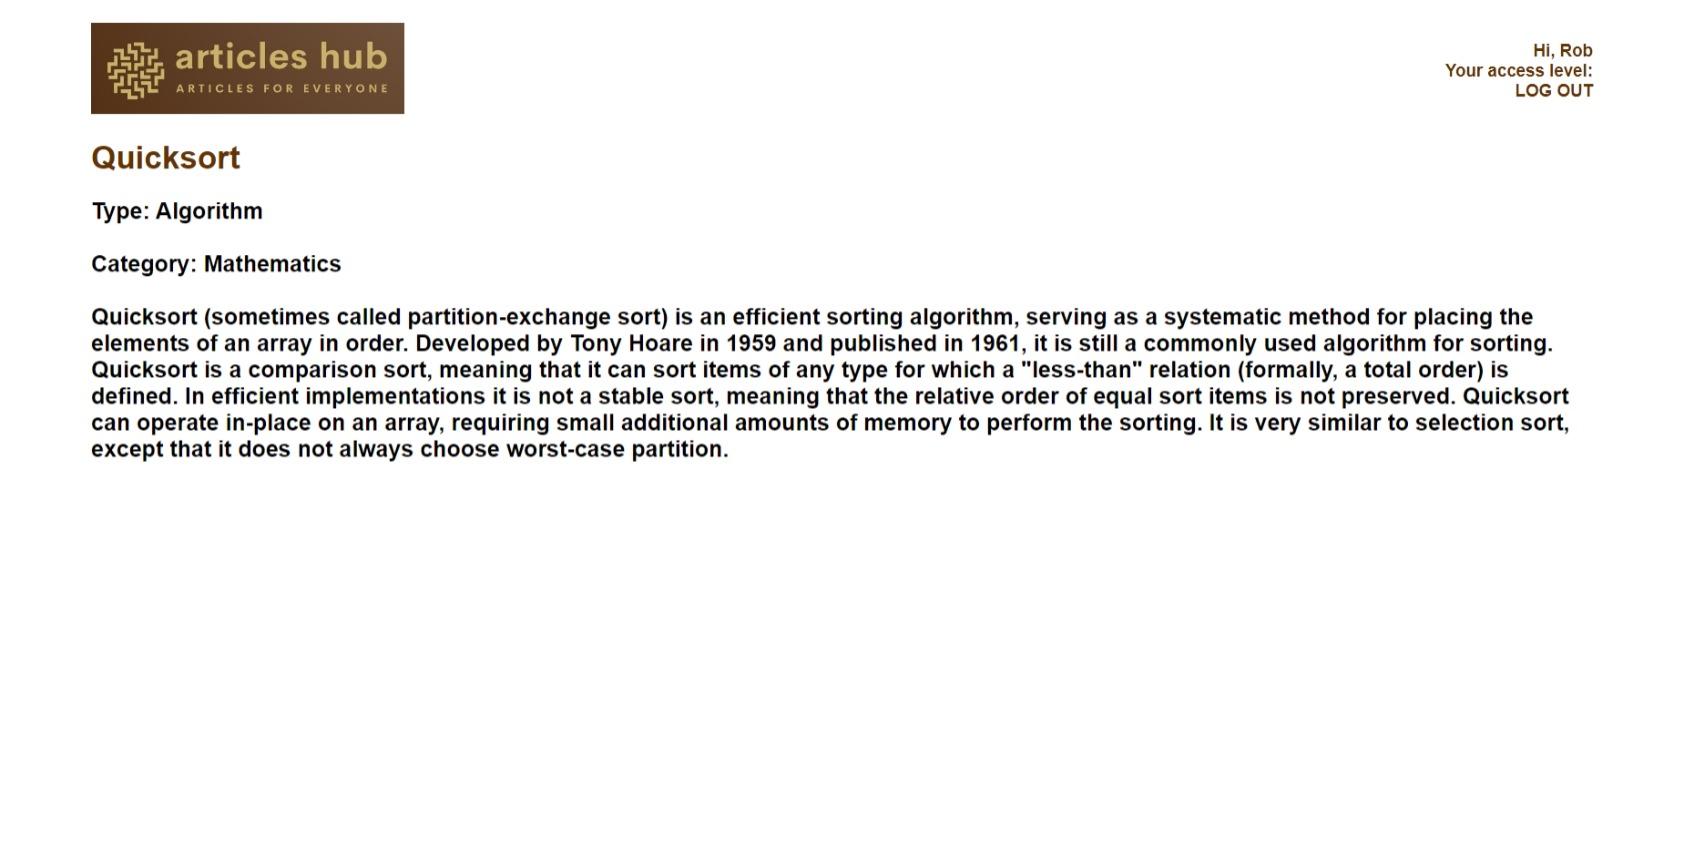 articles hub
ARTICLES FOR EVERYONE
Hi, Rob
Your access level:
LOG OUT
Quicksort
Type: Algorithm
Category: Mathematics
Quicksort (sometimes called partition-exchange sort) is an efficient sorting algorithm, serving as a systematic method for placing the
elements of an array in order. Developed by Tony Hoare in 1959 and published in 1961, it is still a commonly used algorithm for sorting.
Quicksort is a comparison sort, meaning that it can sort items of any type for which a "less-than" relation (formally, a total order) is
defined. In efficient implementations it is not a stable sort, meaning that the relative order of equal sort items is not preserved. Quicksort
can operate in-place on an array, requiring small additional amounts of memory to perform the sorting. It is very similar to selection sort,
except that it does not always choose worst-case partition.